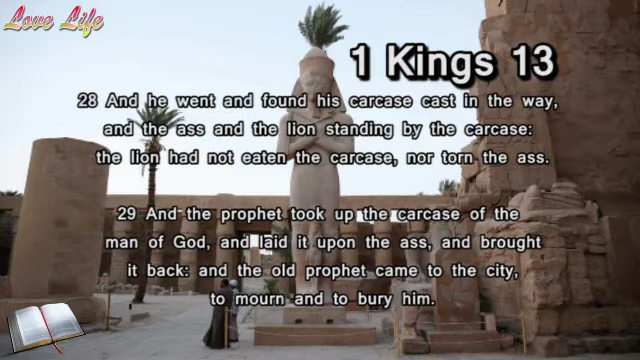 Love Life
1 Kings 13
28 And he went and found his carcase cast in the way,
and the ass and the lion standing by the carcase:
the lion had not eaten the carcase, nor torn the ass.
29 And the prophet took up the carcase of the
man of God, and laid it upon the ass, and brought
it back: and the old prophet came to the city,
to mourn and to bury him.